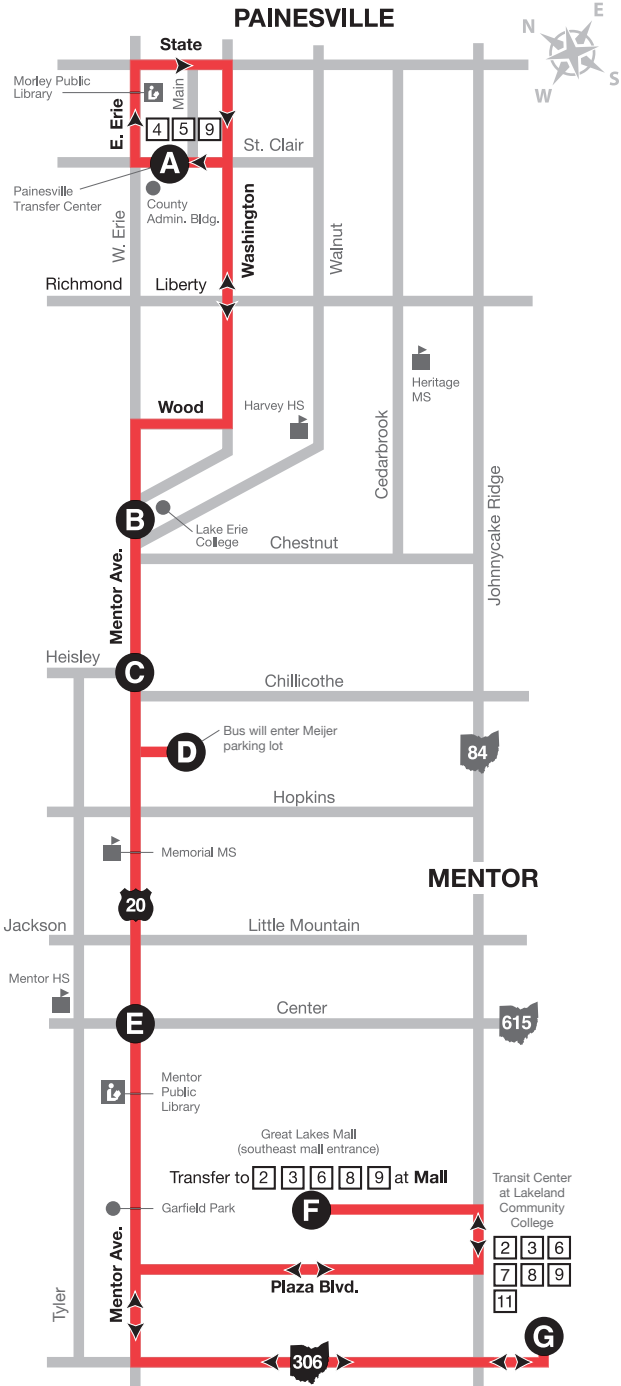 PAINESVILLE
N
E
W
S
State
Morley Public
Library
Main
E. Erie
4 5 9
A
St. Clair
Painesville
Transfer Center
County
Admin. Bldg.
W. Erie
Washington
Walnut
Richmond
Liberty
Heritage
MS
Wood
Harvey HS
Cedarbrook
Johnnycake Ridge
B
Lake Erie
College
Chestnut
Mentor Ave.
Heisley
C
Chillicothe
D
Bus will enter Meijer
parking lot
84
Hopkins
Memorial MS
MENTOR
20
Jackson
Little Mountain
Mentor HS
E
Center
615
Mentor
Public
Library
Great Lakes Mall
(southeast mall entrance)
Transfer to 2 3 6 8 9 at Mall
F
Transit Center
at Lakeland
Community
College
2 3 6
7 8 9
11
Garfield Park
Mentor Ave.
Plaza Blvd.
Tyler
306
G